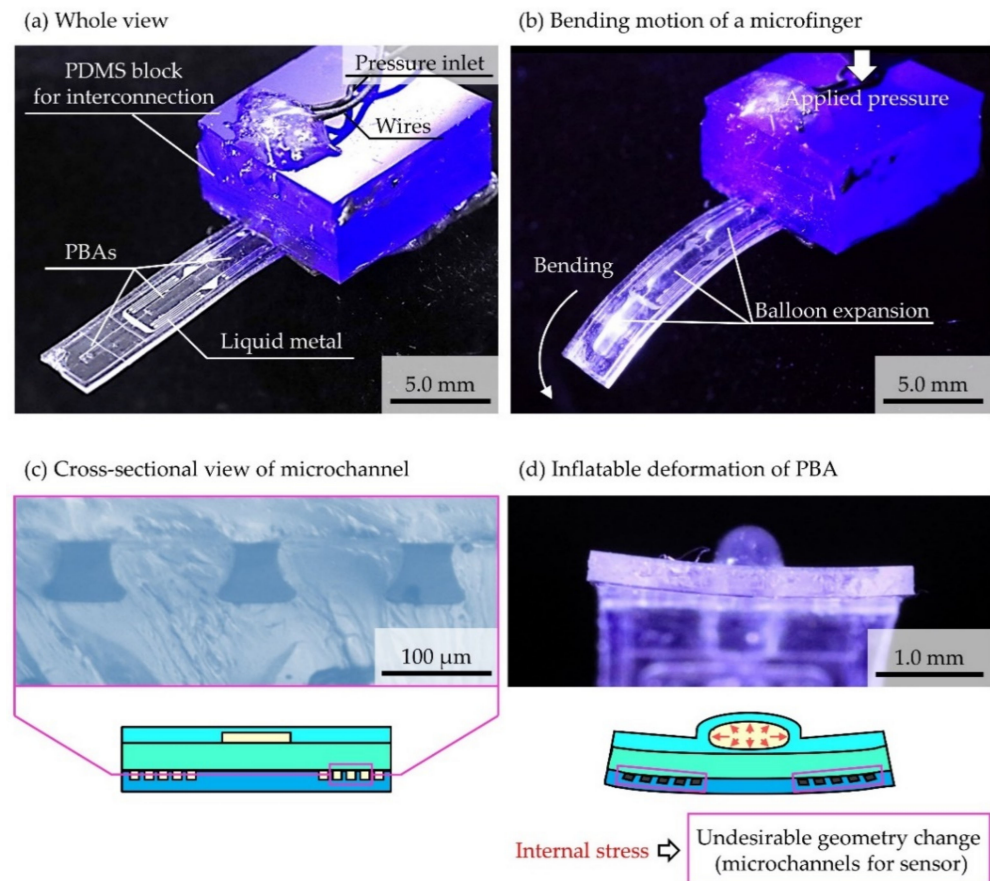 (a) Whole view
PDMS block
for interconnection
Pressure inlet
Wires
PBAs
Liquid metal
5.0 mm
(b) Bending motion of a microfinger
Applied pressure
Bending
Balloon expansion
5.0 mm
(c) Cross-sectional view of microchannel
100 μm
(d) Inflatable deformation of PBA
1.0 mm
Internal stress
Undesirable geometry change
(microchannels for sensor)